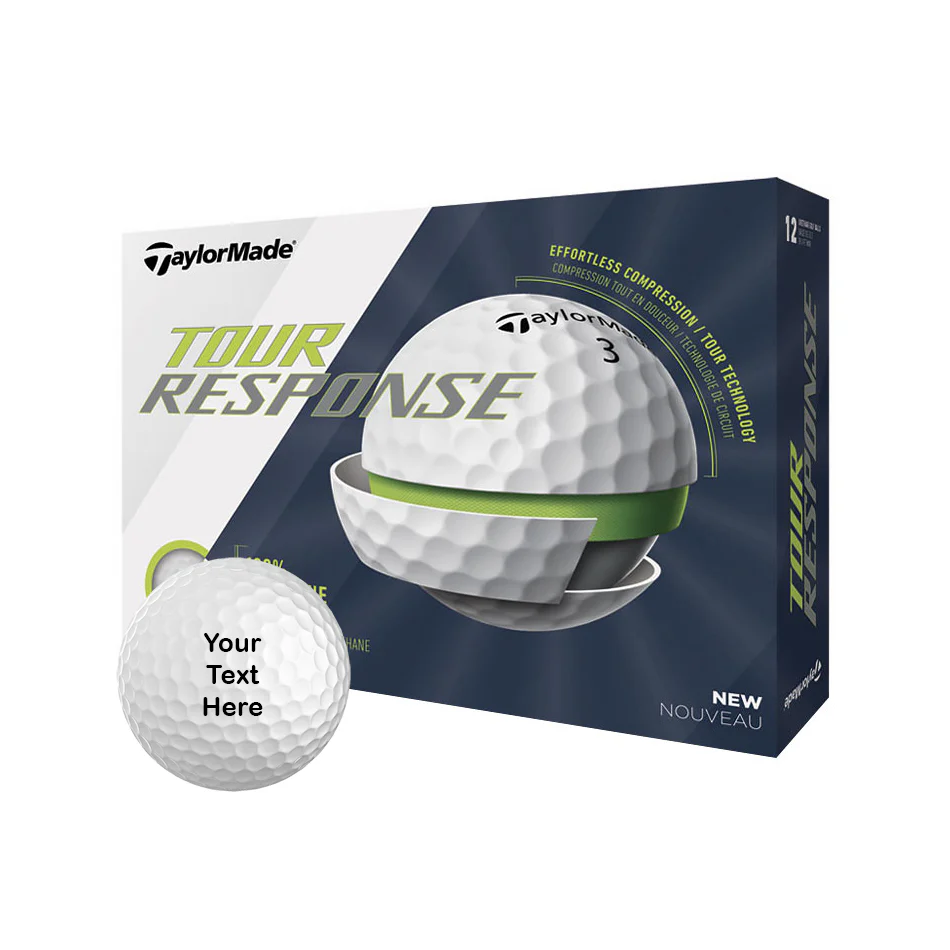 TaylorMade®
TOUR
RESPONSE
EFFORTLESS COMPRESSION / TOUR TECHNOLOGY
COMPRESSION TOUT EN DOUCEUR / TECHNOLOGIE DE CIRCUIT
TaylorMade
3
NEW
NOUVEAU
Your
Text
Here
12
TOUR
RESPONSE
TaylorMade